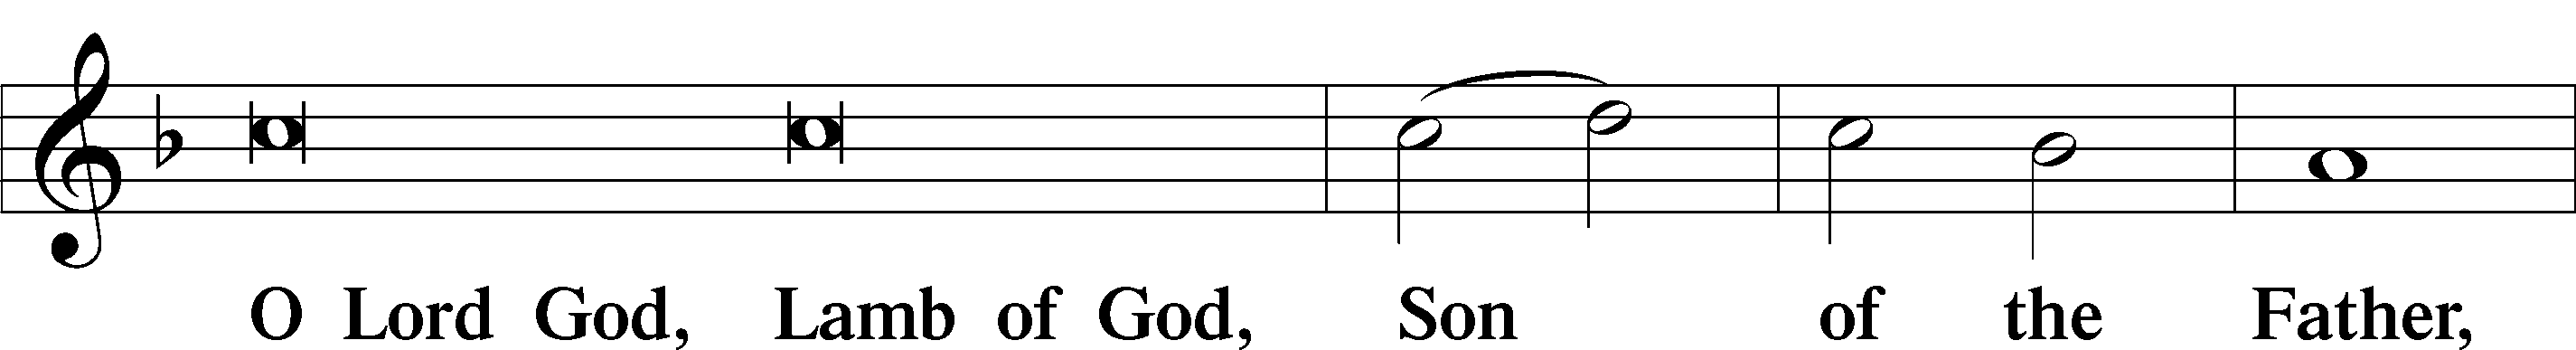 O Lord God, Lamb of God, Son of the Father,